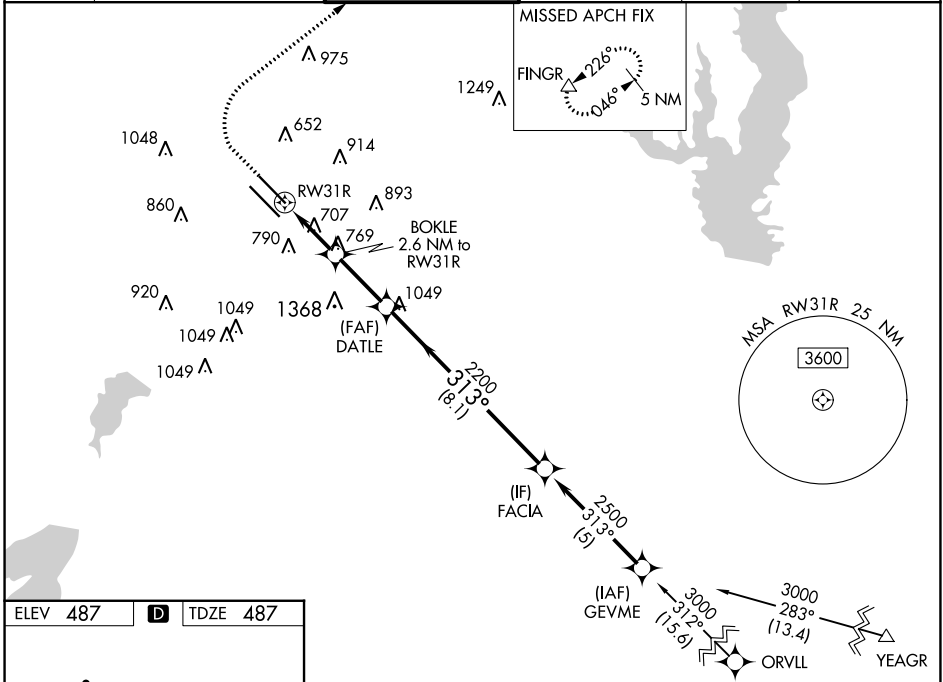 MISSED APCH FIX
FINGR
226°
046°
5 NM
975
1249
652
1048
914
RW31R
893
860
707
BOKLE
2.6 NM to
RW31R
790
769
920
1049
1368
1049
(FAF)
DATLE
1049
1049
MSA RW31R 25 NM
3600
2200
313°
(8.1)
(IF)
FACIA
2500
313°
(5)
(IAF)
GEVME
3000
312°
(15.6)
3000
283°
(13.4)
ORVLL
YEAGR
ELEV 487
D
TDZE 487